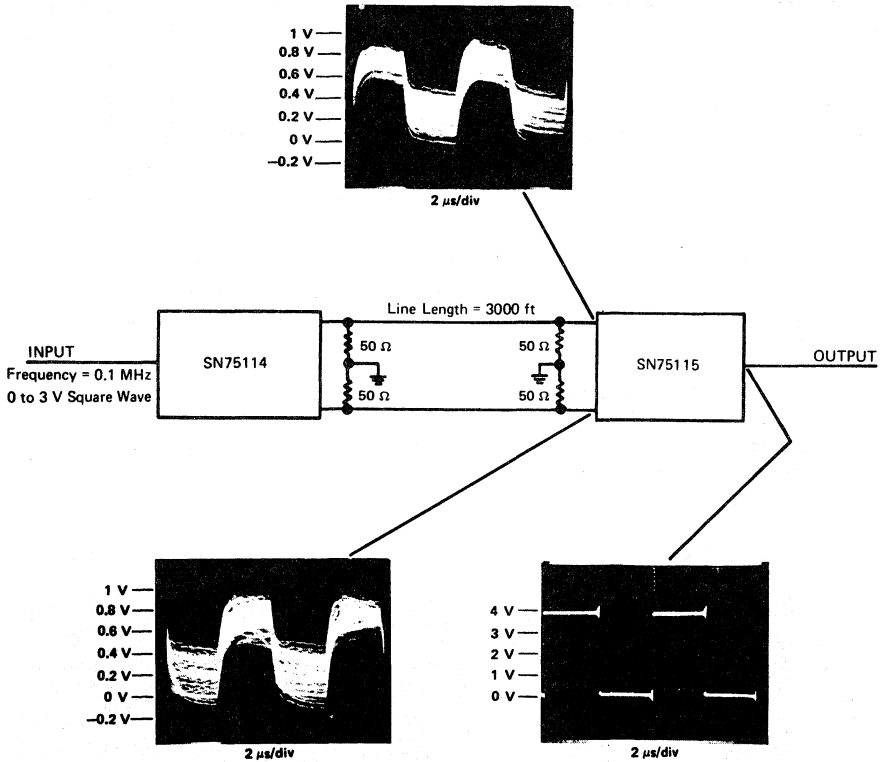 1 V
0.8 V
0.6 V
0.4 V
0.2 V
0 V
−0.2 V
2 μs/div
Line Length = 3000 ft
INPUT
Frequency = 0.1 MHz
0 to 3 V Square Wave
SN75114
50 Ω
50 Ω
50 Ω
50 Ω
SN75115
OUTPUT
1 V
0.8 V
0.6 V
0.4 V
0.2 V
0 V
−0.2 V
2 μs/div
4 V
3 V
2 V
1 V
0 V
2 μs/div